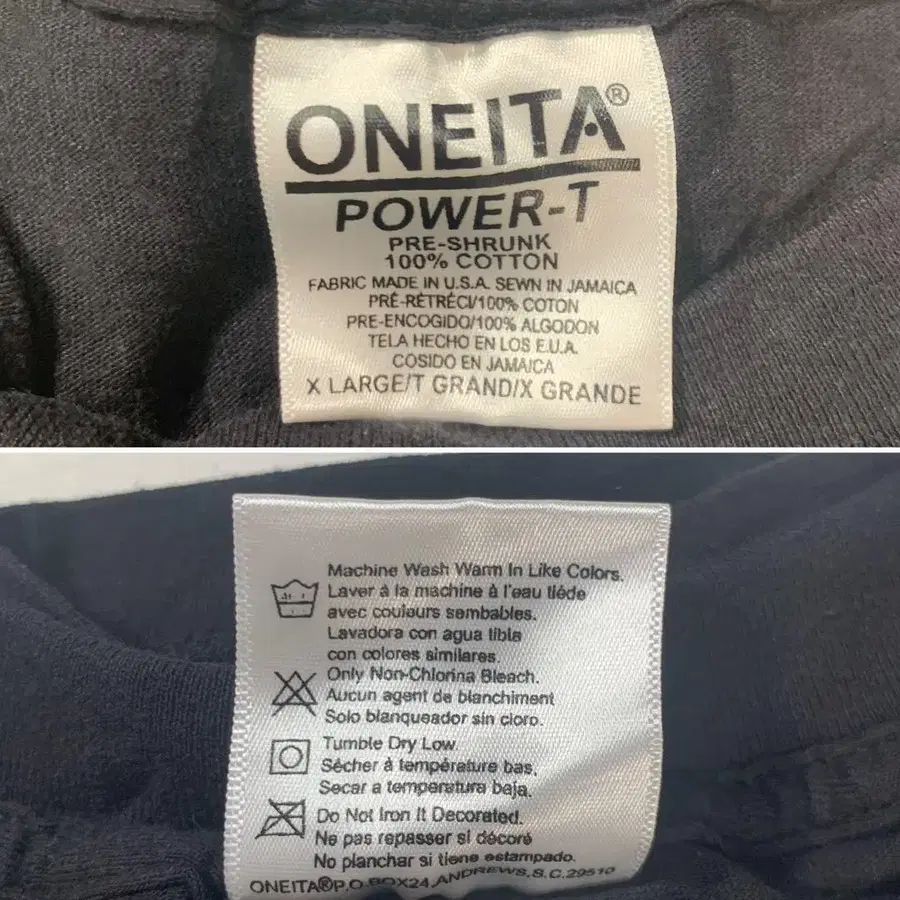 ONEITA®
POWER-T
PRE-SHRUNK
100% COTTON
FABRIC MADE IN U.S.A. SEWN IN JAMAICA
PRÉ-RÉTRÉCI/100% COTON
PRE-ENCOGIDO/100% ALGODON
TELA HECHO EN LOS E.U.A.
COSIDO EN JAMAICA
X LARGE/T GRAND/X GRANDE
Machine Wash Warm In Like Colors.
Laver à la machine à l'eau tiède
avec couleurs sembables.
Lavadora con agua tibia
con colores similares.
Only Non-Chlorina Bleach.
Aucun agent de blanchiment
Solo blanqueador sin cloro.
Tumble Dry Low
Sécher à température bas,
Secar a temperatura baja.
Do Not Iron It Decorated.
Ne pas repasser si décoré
No planchar si tiene estampado.
ONEITA®P.O.BOX24,ANDREWS,S.C.29510